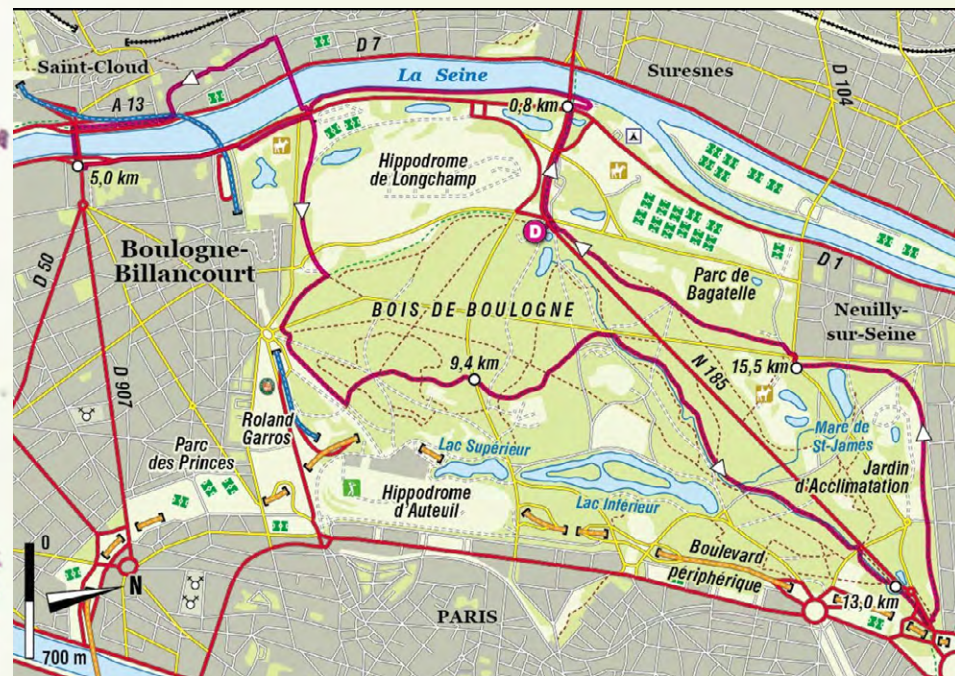 D 7
Saint-Cloud
La Seine
Suresnes
D 104
A 13
0,8 km
Hippodrome
de Longchamp
5,0 km
D
D 1
Boulogne-
Billancourt
D 50
Parc de
Bagatelle
BOIS DE BOULOGNE
Neuilly-
sur-Seine
9,4 km
N 185
15,5 km
D 907
Roland
Garros
Mare de
St-James
Parc
des Princes
Lac Supérieur
Jardin
d'Acclimatation
Hippodrome
d'Auteuil
Lac Inférieur
0
Boulevard
périphérique
N
13,0 km
PARIS
700 m